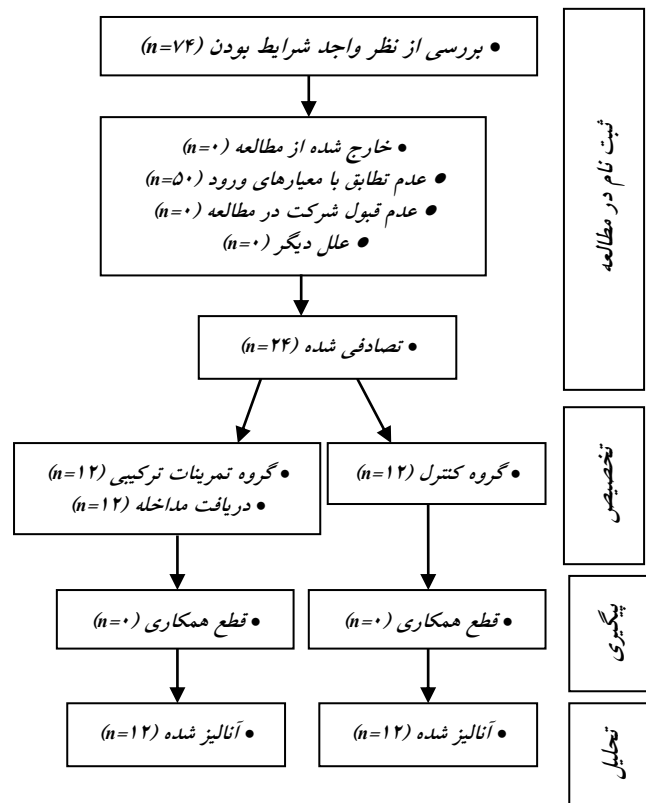 • بررسی از نظر واجد شرایط بودن (n=۷۴)
• خارج شده از مطالعه (n=۰)
• عدم تطابق با معیارهای ورود (n=۵۰)
• عدم قبول شرکت در مطالعه (n=۰)
• علل دیگر (n=۰)
ثبت نام در مطالعه
• تصادفی شده (n=۲۴)
• گروه کنترل (n=۱۲)
• گروه تمرینات ترکیبی (n=۱۲)
• دریافت مداخله (n=۱۲)
تخصیص
• قطع همکاری (n=۰)
• قطع همکاری (n=۰)
پیگیری
• آنالیز شده (n=۱۲)
• آنالیز شده (n=۱۲)
تحلیل